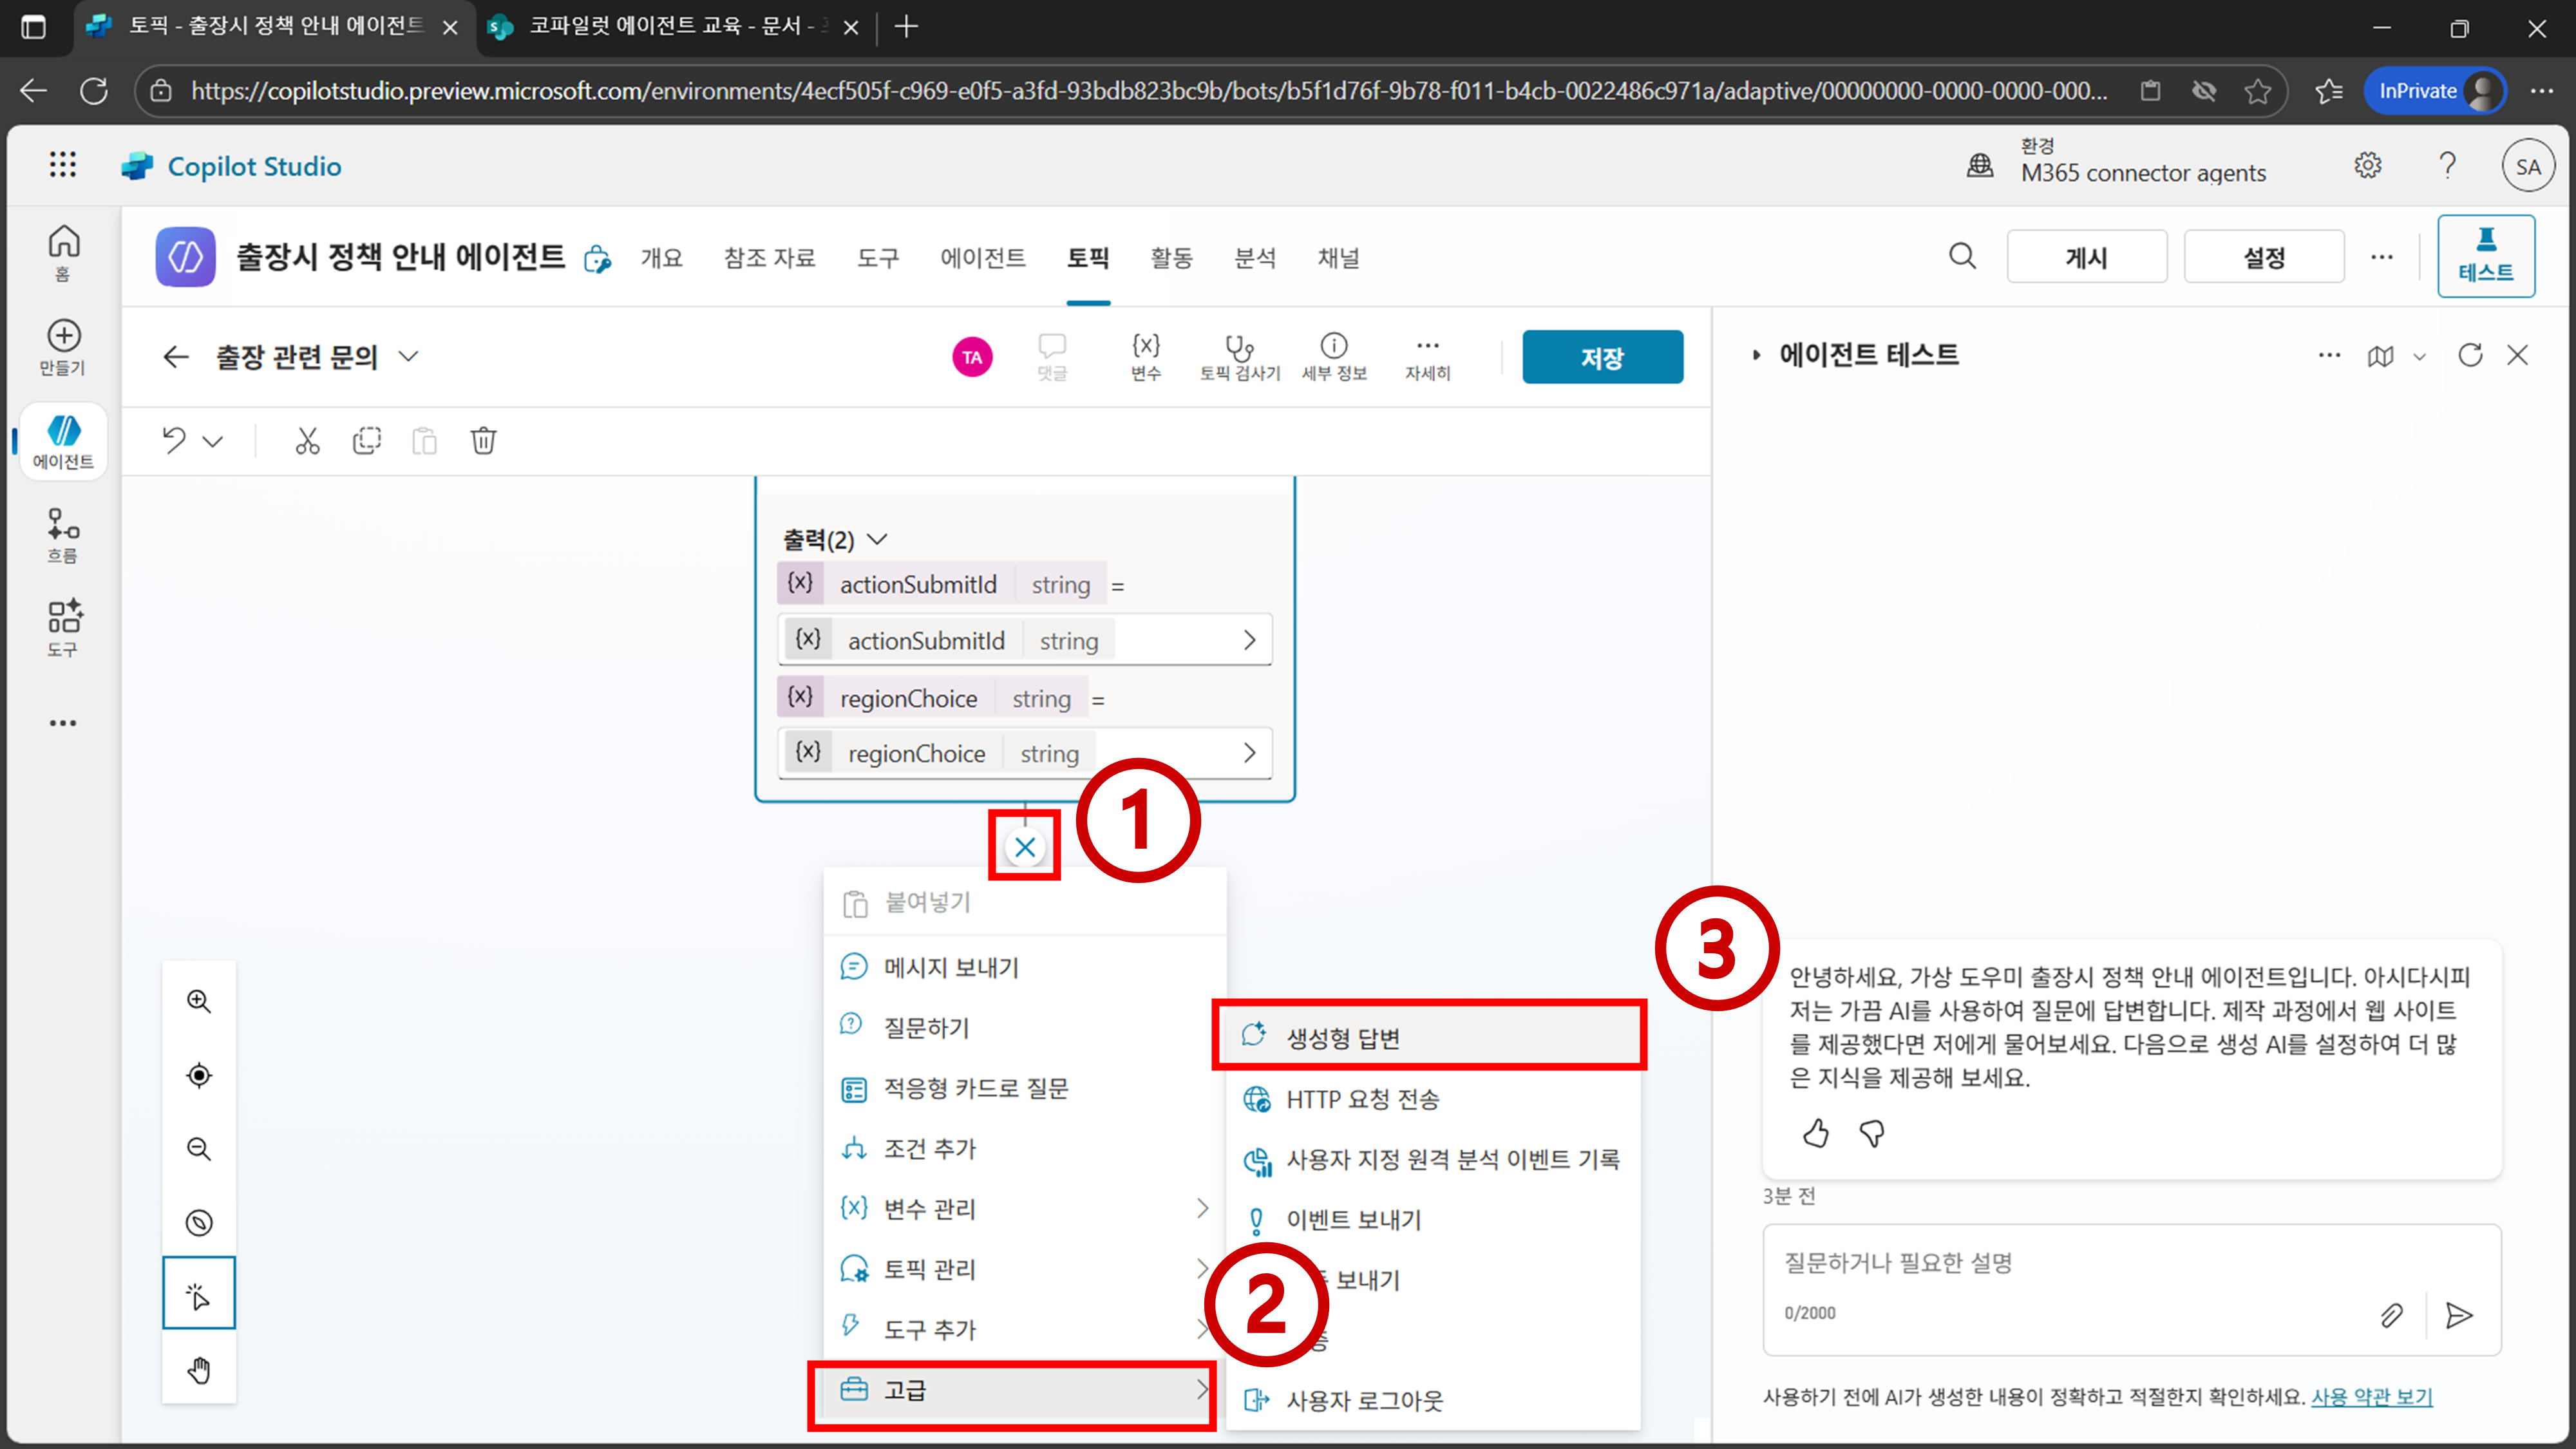 토픽 - 출장시 정책 안내 에이전트
코파일럿 에이전트 교육 - 문서 -
https://copilotstudio.preview.microsoft.com/environments/4ecf505f-c969-e0f5-a3fd-93bdb823bc9b/bots/b5f1d76f-9b78-f011-b4cb-0022486c971a/adaptive/00000000-0000-0000-000...
InPrivate
Copilot Studio
환경
M365 connector agents
SA
홈
만들기
에이전트
흐름
도구
출장시 정책 안내 에이전트
개요
참조 자료
도구
에이전트
토픽
활동
분석
채널
게시
설정
테스트
출장 관련 문의
TA
댓글
변수
토픽 검사기
세부 정보
자세히
저장
출력(2)
{x} actionSubmitId string =
{x} actionSubmitId string
{x} regionChoice string =
{x} regionChoice string
1
붙여넣기
메시지 보내기
질문하기
적응형 카드로 질문
조건 추가
변수 관리
토픽 관리
도구 추가
고급
2
3
생성형 답변
HTTP 요청 전송
사용자 지정 원격 분석 이벤트 기록
이벤트 보내기
보내기
사용자 로그아웃
에이전트 테스트
안녕하세요, 가상 도우미 출장시 정책 안내 에이전트입니다. 아시다시피
저는 가끔 AI를 사용하여 질문에 답변합니다. 제작 과정에서 웹 사이트
를 제공했다면 저에게 물어보세요. 다음으로 생성 AI를 설정하여 더 많
은 지식을 제공해 보세요.
3분 전
질문하거나 필요한 설명
0/2000
사용하기 전에 AI가 생성한 내용이 정확하고 적절한지 확인하세요. 사용 약관 보기